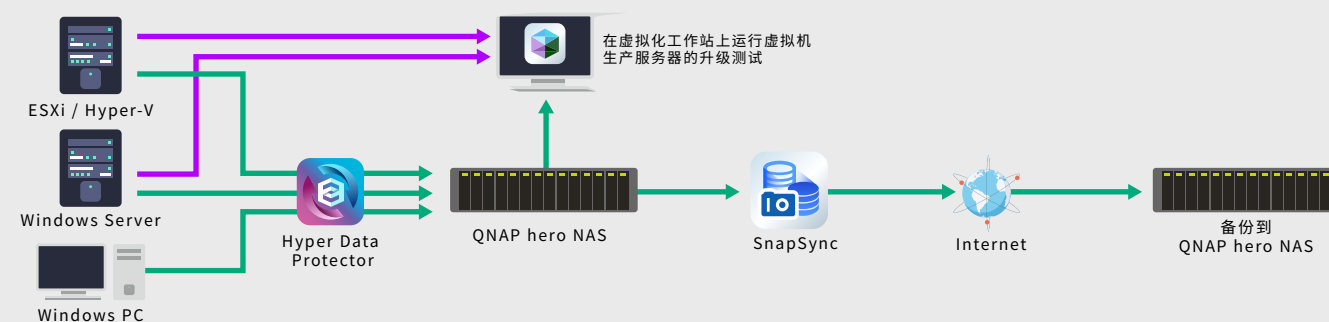 在虚拟化工作站上运行虚拟机
生产服务器的升级测试
ESXi / Hyper-V
Windows Server
Windows PC
Hyper Data
Protector
QNAP hero NAS
SnapSync
Internet
备份到
QNAP hero NAS